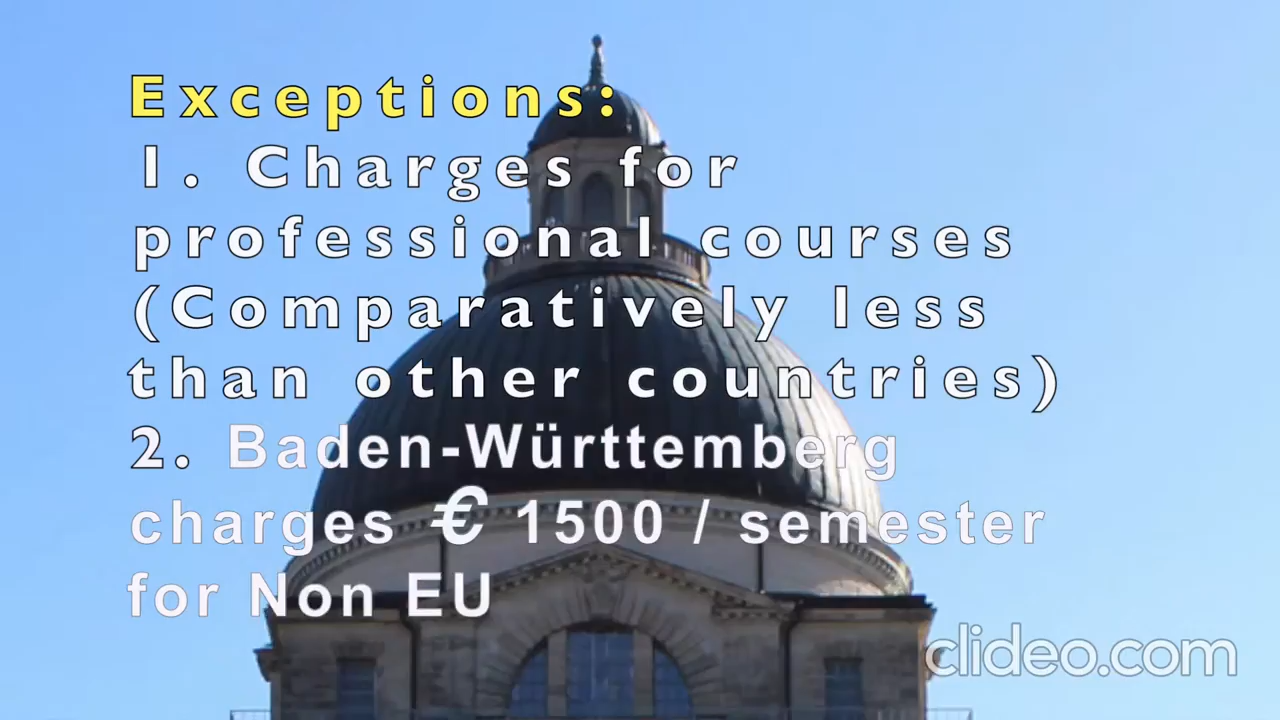 Exceptions:
1. Charges for
professional courses
(Comparatively less
than other countries)
2. Baden-Württemberg
charges € 1500 / semester
for Non EU
clideo.com